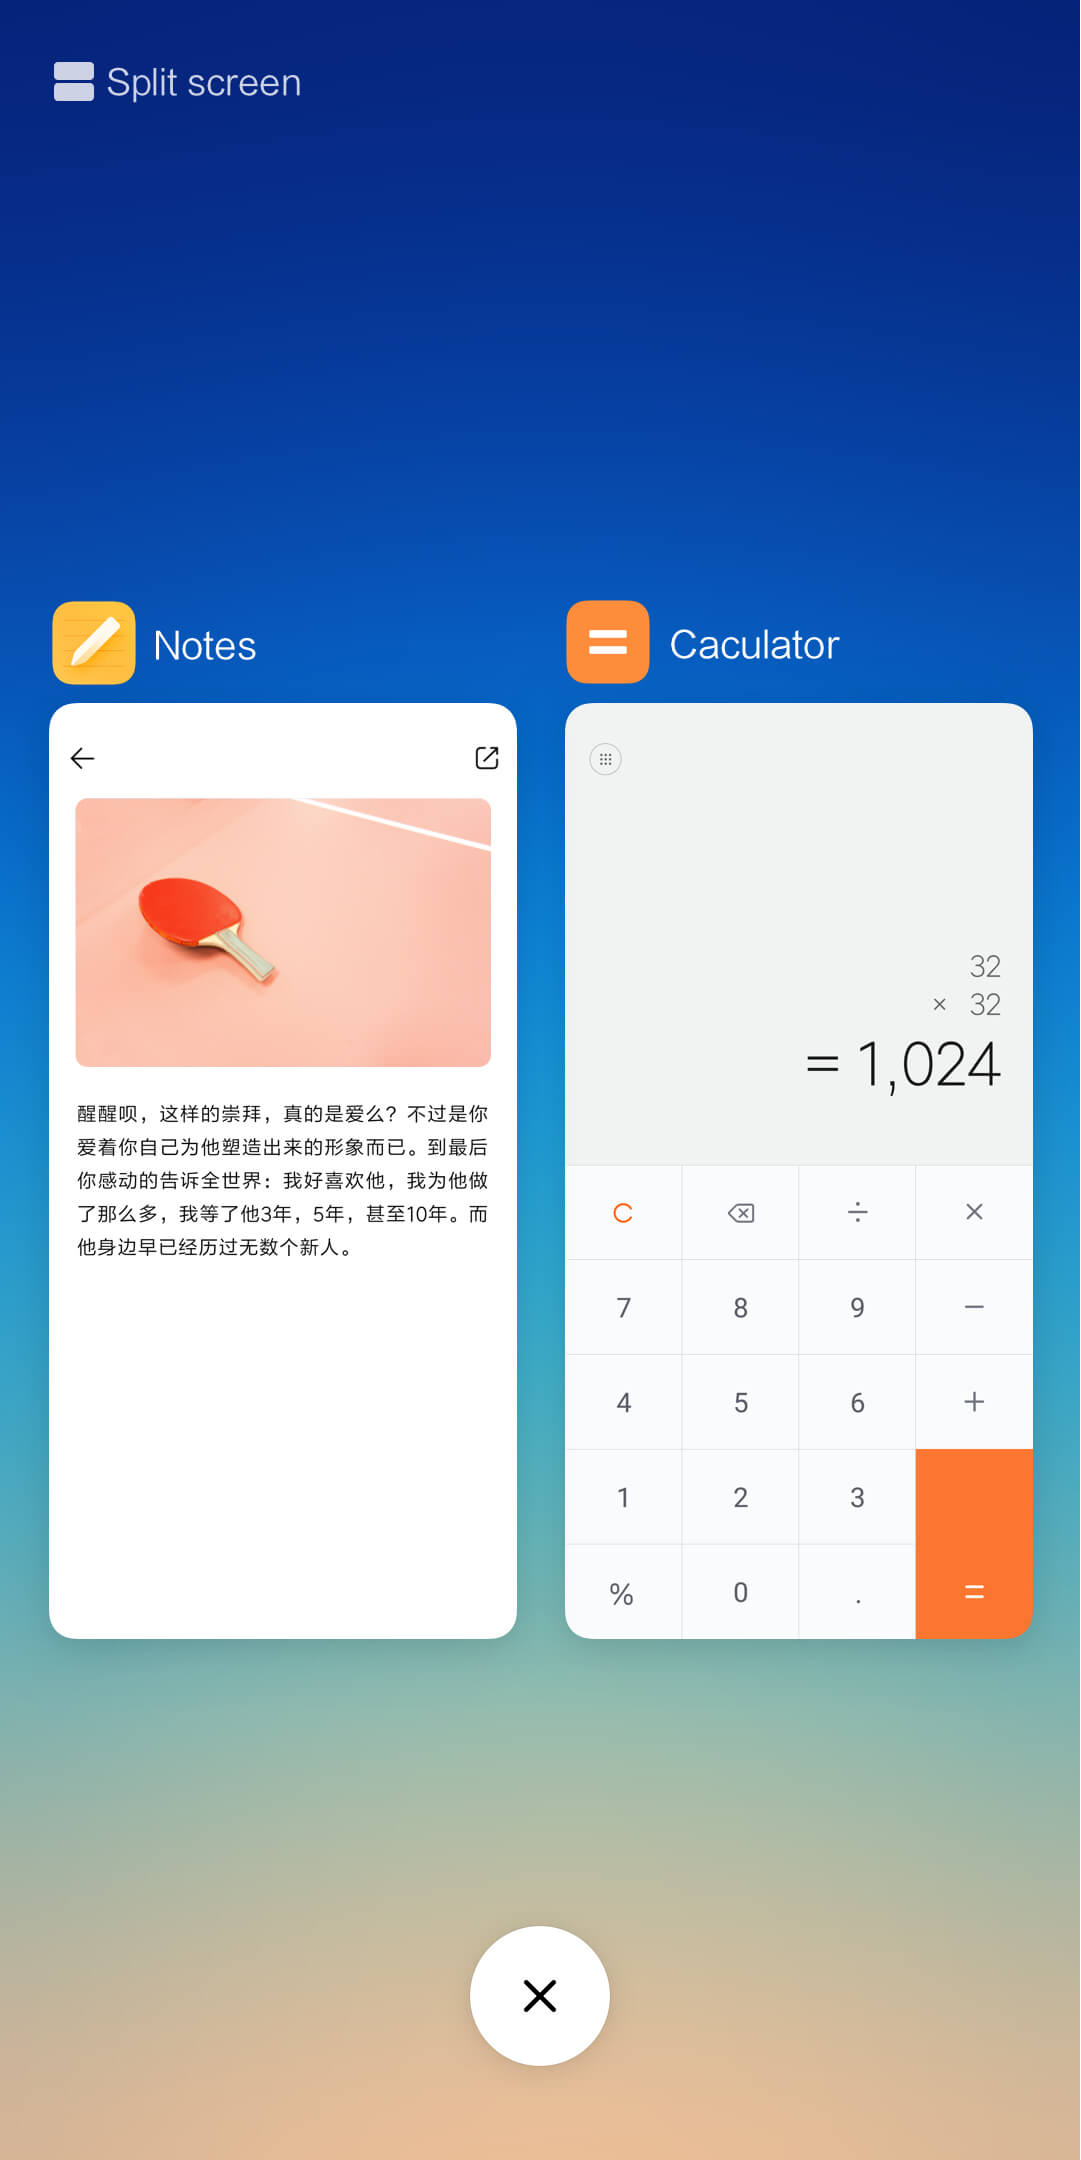 Split screen
Notes
Caculator
醒醒呗，这样的崇拜，真的是爱么？不过是你
爱着你自己为他塑造出来的形象而已。到最后
你感动的告诉全世界：我好喜欢他，我为他做
了那么多，我等了他3年，5年，甚至10年。而
他身边早已经历过无数个新人。
32
× 32
= 1,024
C ÷ ×
7 8 9 −
4 5 6 +
1 2 3
% 0 . =